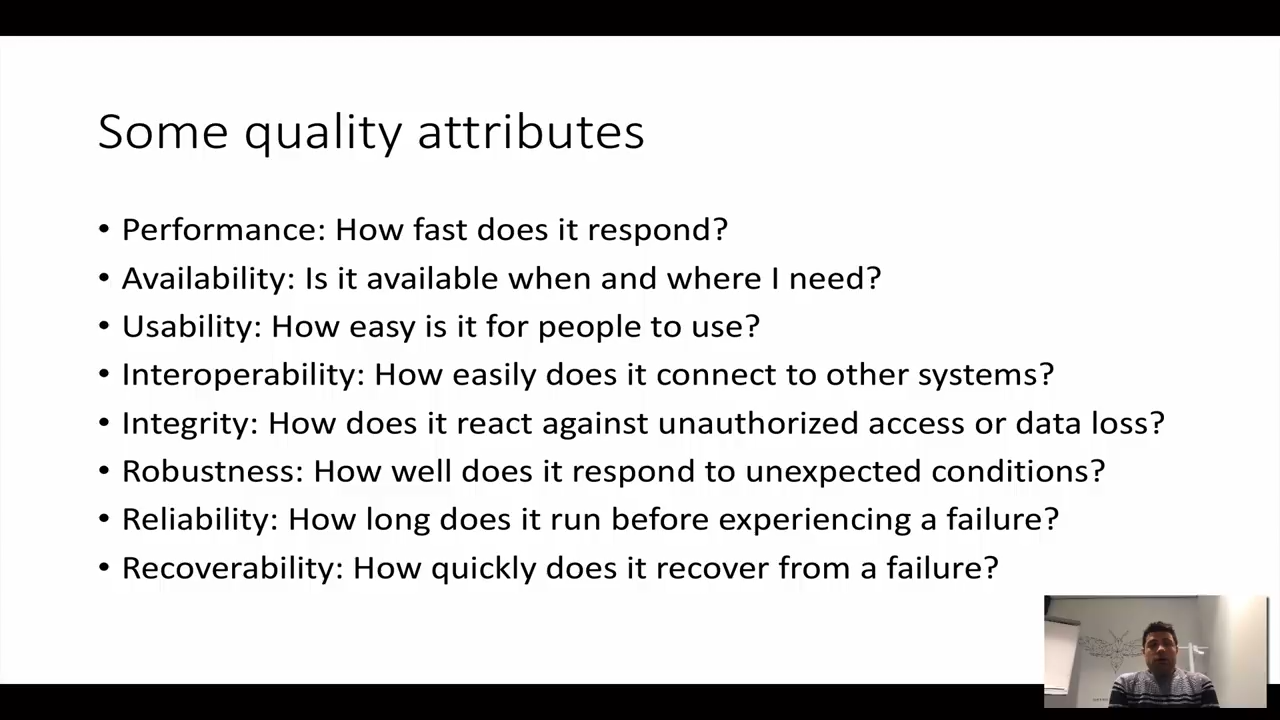 Some quality attributes
• Performance: How fast does it respond?
• Availability: Is it available when and where I need?
• Usability: How easy is it for people to use?
• Interoperability: How easily does it connect to other systems?
• Integrity: How does it react against unauthorized access or data loss?
• Robustness: How well does it respond to unexpected conditions?
• Reliability: How long does it run before experiencing a failure?
• Recoverability: How quickly does it recover from a failure?